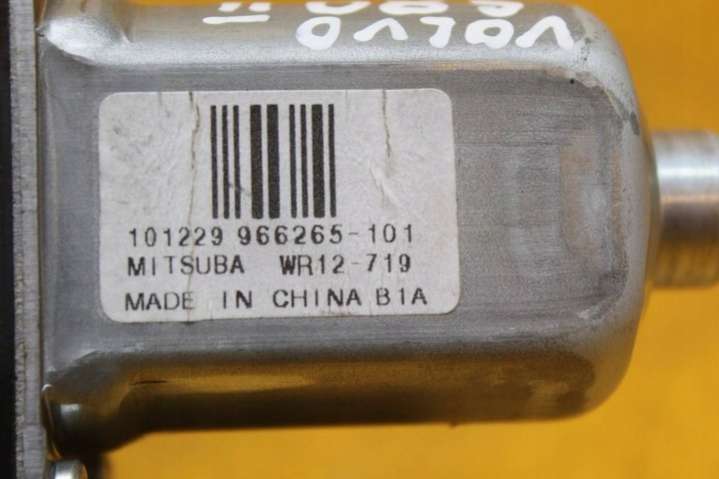 VOLVO
101229 966265-101
MITSUBA WR12-719
MADE IN CHINA B1A